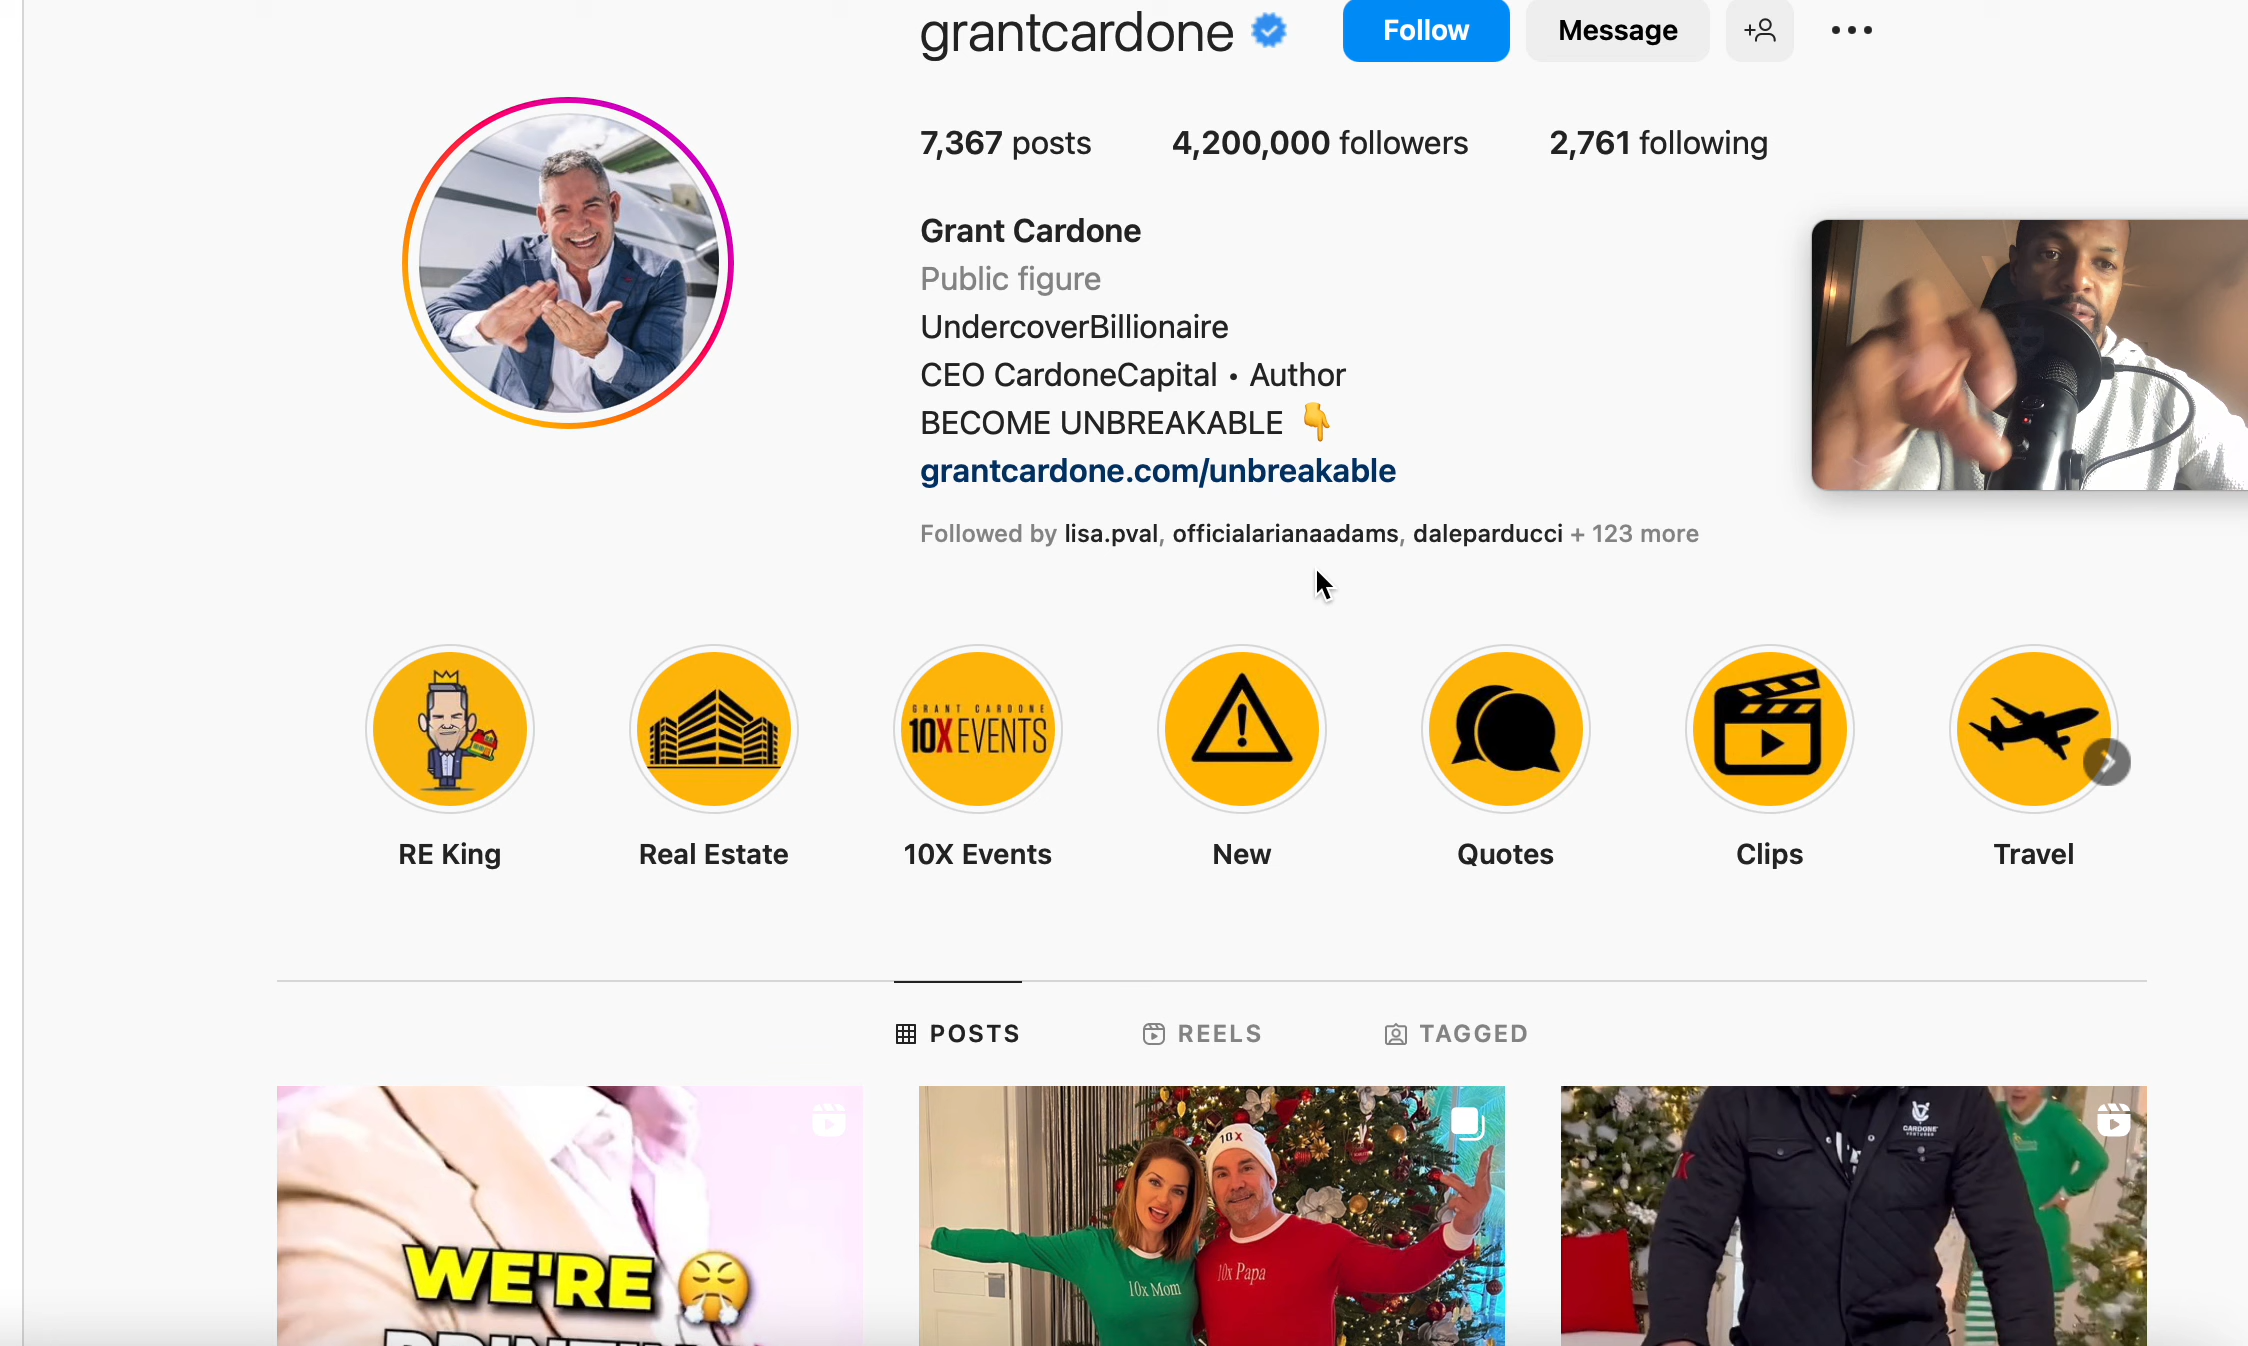 grantcardone
Follow
Message
7,367 posts
4,200,000 followers
2,761 following
Grant Cardone
Public figure
UndercoverBillionaire
CEO CardoneCapital • Author
BECOME UNBREAKABLE 👇
grantcardone.com/unbreakable
Followed by lisa.pval, officialarianaadams, daleparducci + 123 more
GRANT CARDONE
10X EVENTS
RE King
Real Estate
10X Events
New
Quotes
Clips
Travel
POSTS
REELS
TAGGED
WE'RE 😤
10X
10x Mom
10x Papa
CARDONE
VENTURES